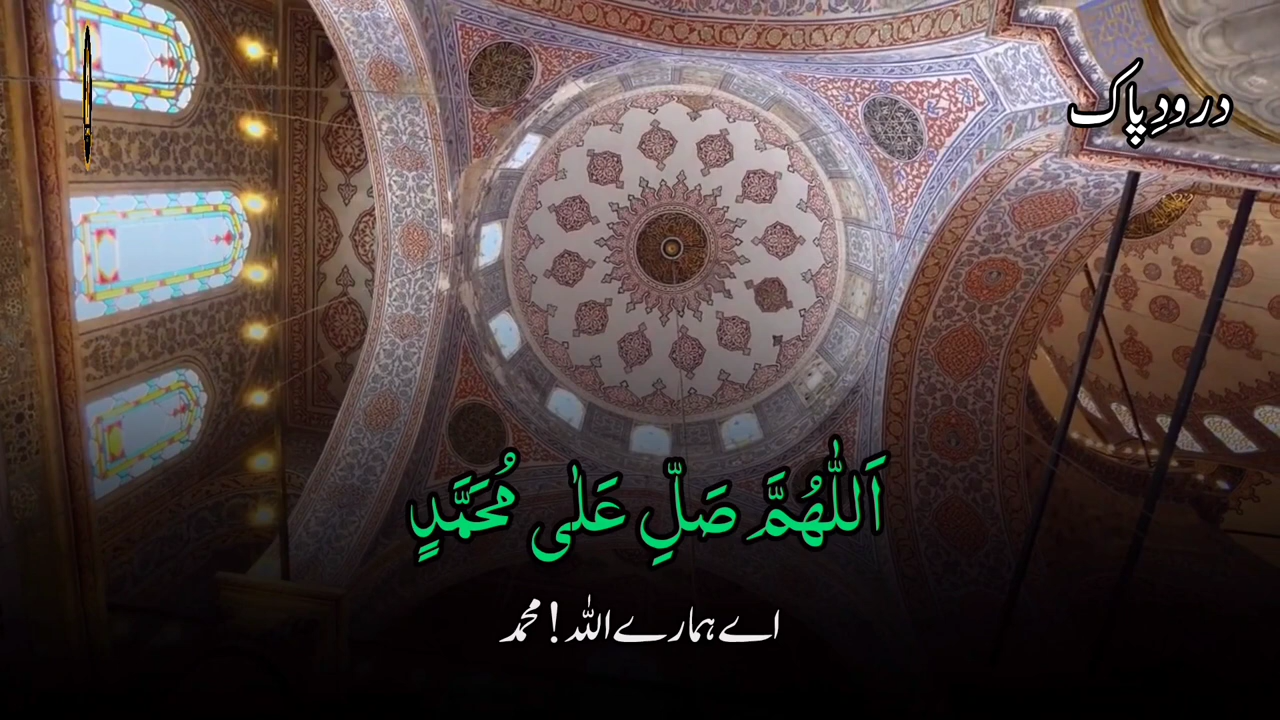 درودِ پاک
اَللّٰهُمَّ صَلِّ عَلٰی مُحَمَّدٍ
اے ہمارے اللہ! محمد